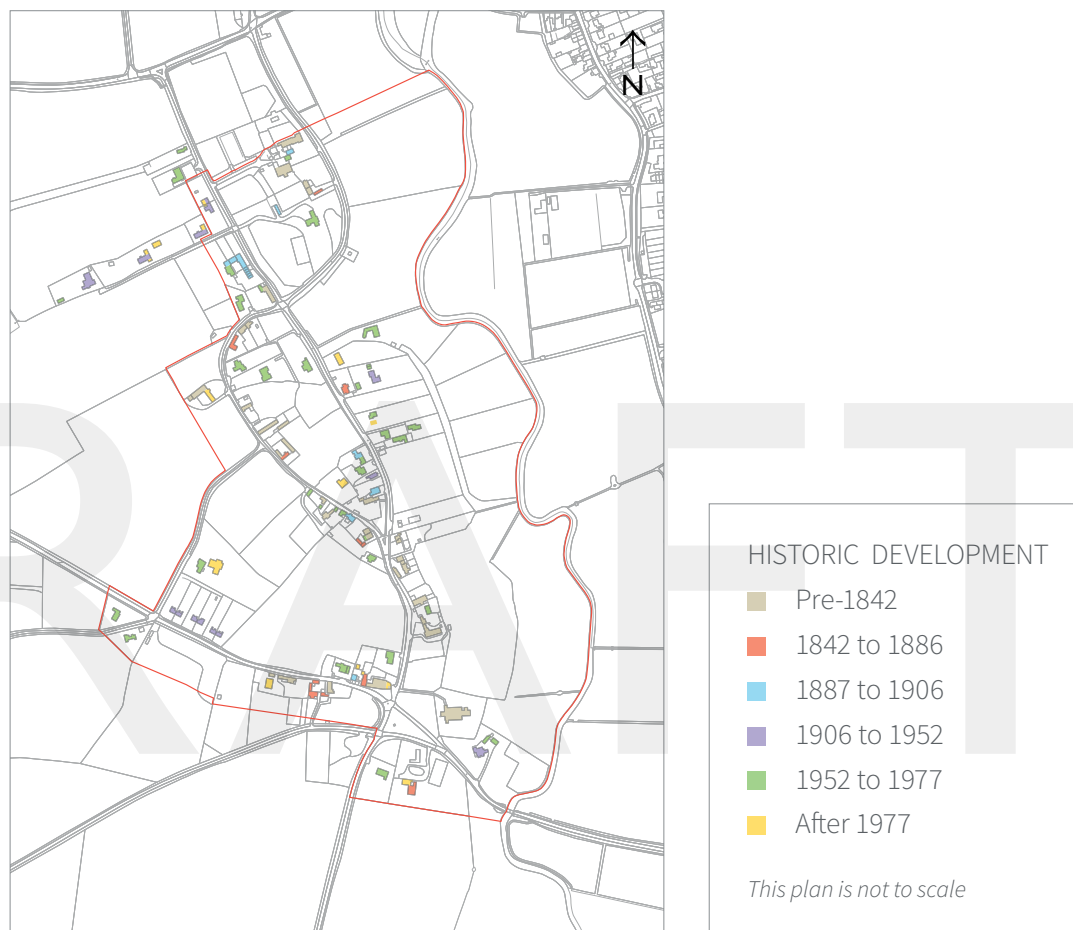 N
RAFT
HISTORIC DEVELOPMENT
Pre-1842
1842 to 1886
1887 to 1906
1906 to 1952
1952 to 1977
After 1977
This plan is not to scale